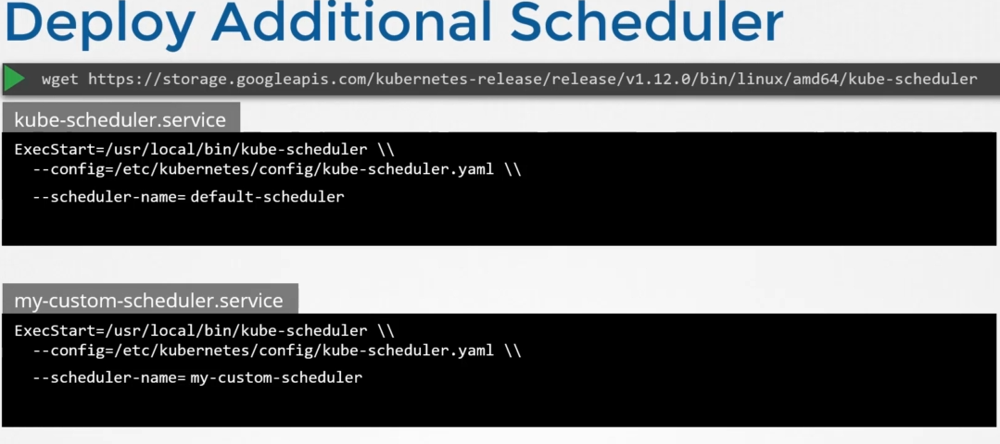 Deploy Additional Scheduler
wget https://storage.googleapis.com/kubernetes-release/release/v1.12.0/bin/linux/amd64/kube-scheduler
kube-scheduler.service
ExecStart=/usr/local/bin/kube-scheduler \\
--config=/etc/kubernetes/config/kube-scheduler.yaml \\
--scheduler-name= default-scheduler
my-custom-scheduler.service
ExecStart=/usr/local/bin/kube-scheduler \\
--config=/etc/kubernetes/config/kube-scheduler.yaml \\
--scheduler-name= my-custom-scheduler